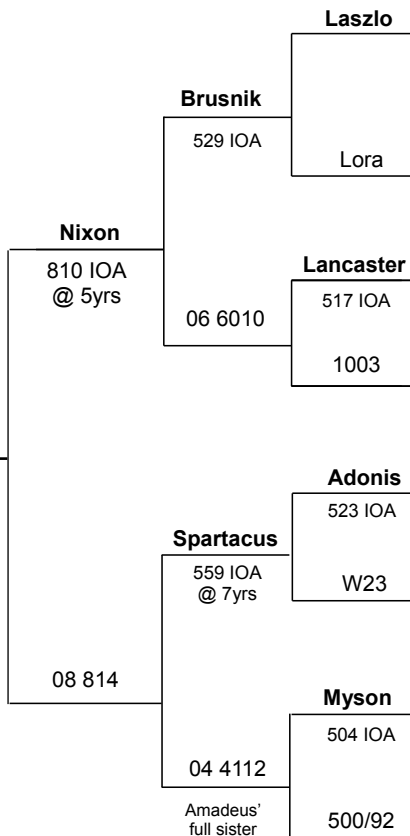 Laszlo
Brusnik
529 IOA
Lora
Nixon
810 IOA
@ 5yrs
Lancaster
517 IOA
06 6010
1003
Adonis
523 IOA
Spartacus
559 IOA
@ 7yrs
W23
08 814
Myson
504 IOA
04 4112
Amadeus'
full sister
500/92